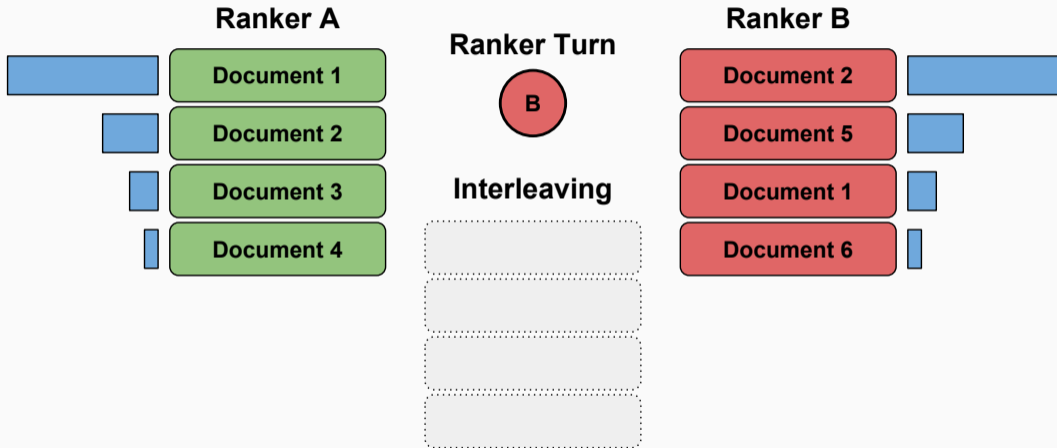 Ranker A
Document 1
Document 2
Document 3
Document 4
Ranker Turn
B
Interleaving
Ranker B
Document 2
Document 5
Document 1
Document 6